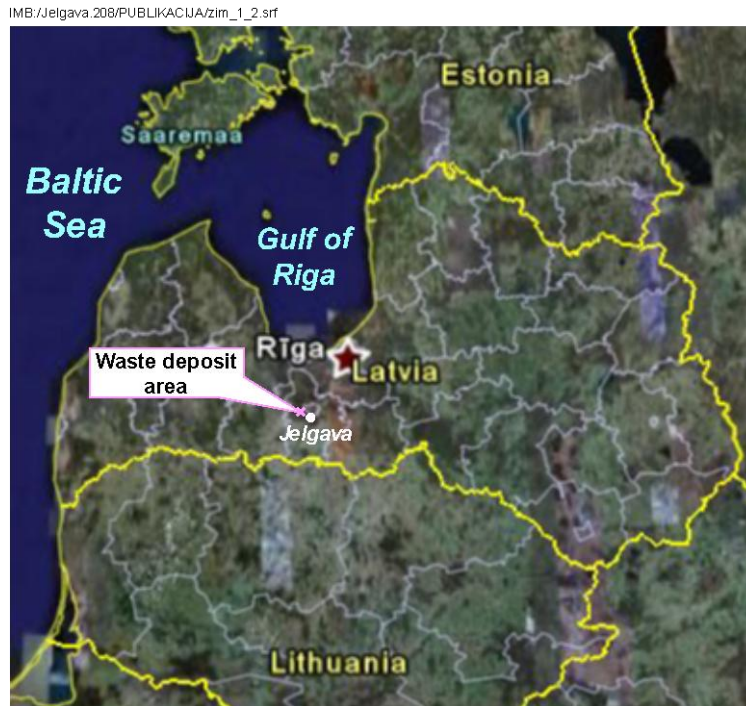 IMB:/Jelgava.208/PUBLIKACIJA/zim_1_2.srf
Estonia
Saaremaa
Baltic
Sea
Gulf of
Riga
Rīga
Latvia
Waste deposit
area
Jelgava
Lithuania